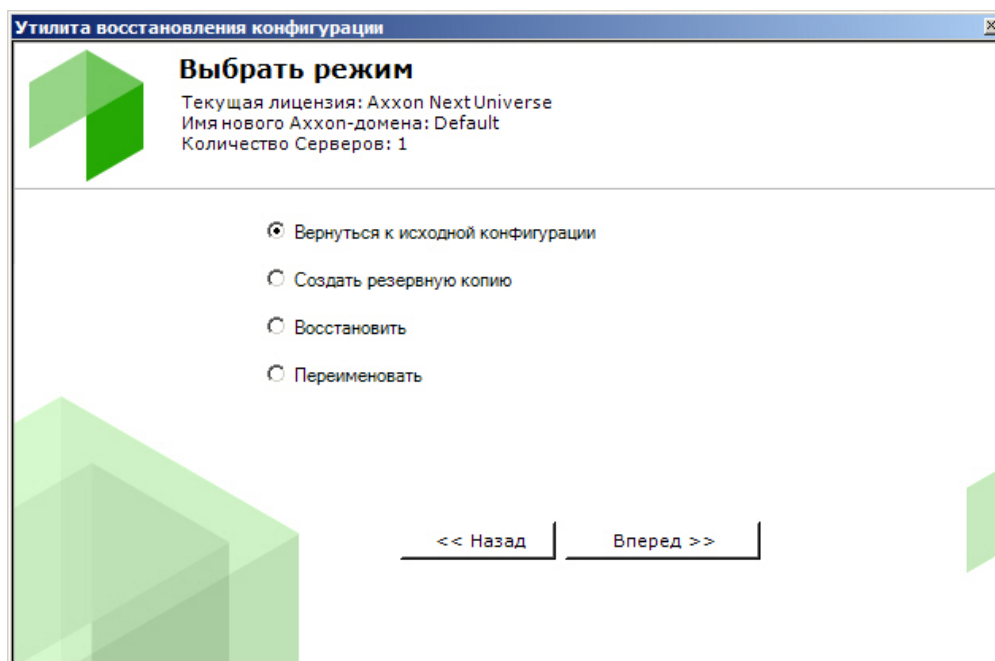 Утилита восстановления конфигурации
Выбрать режим
Текущая лицензия: Axxon Next Universe
Имя нового Axxon-домена: Default
Количество Серверов: 1
Вернуться к исходной конфигурации
Создать резервную копию
Восстановить
Переименовать
<< Назад
Вперед >>